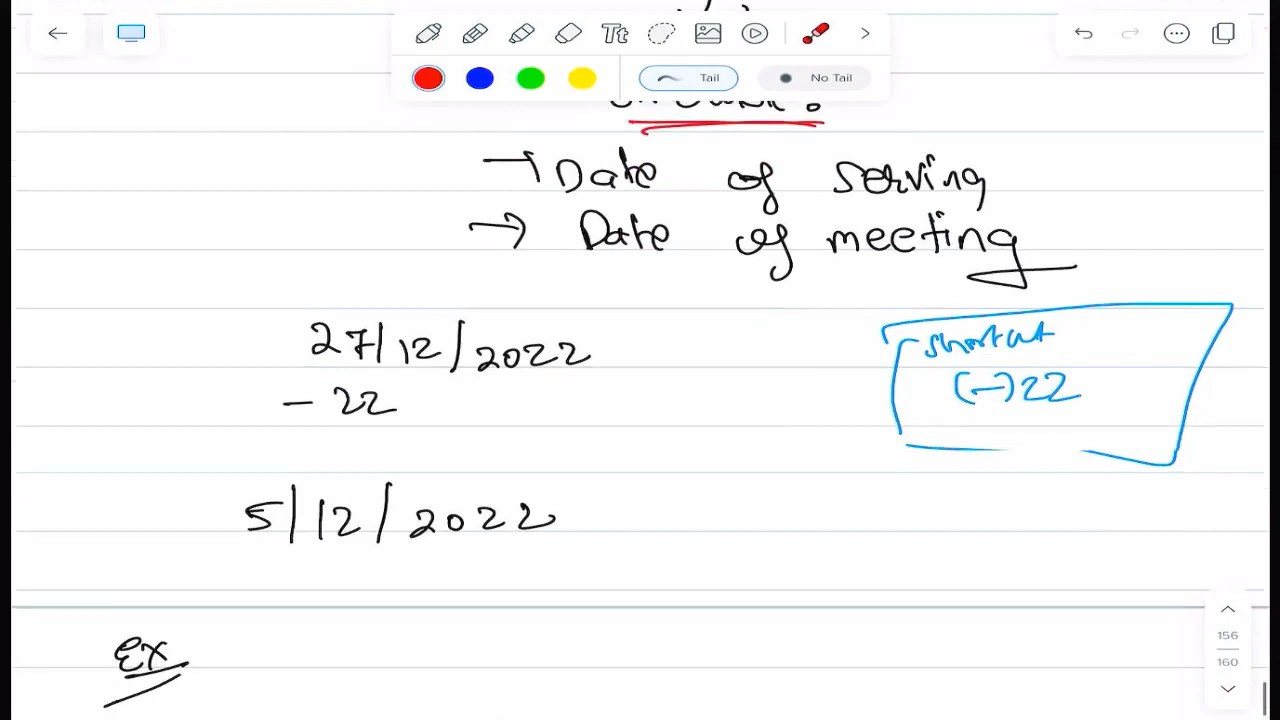 Tt
Tail
No Tail
→ Date of serving
→ Date of meeting
27/12/2022
shortcut
- 22
(-)22
5/12/2022
156
160
Ex